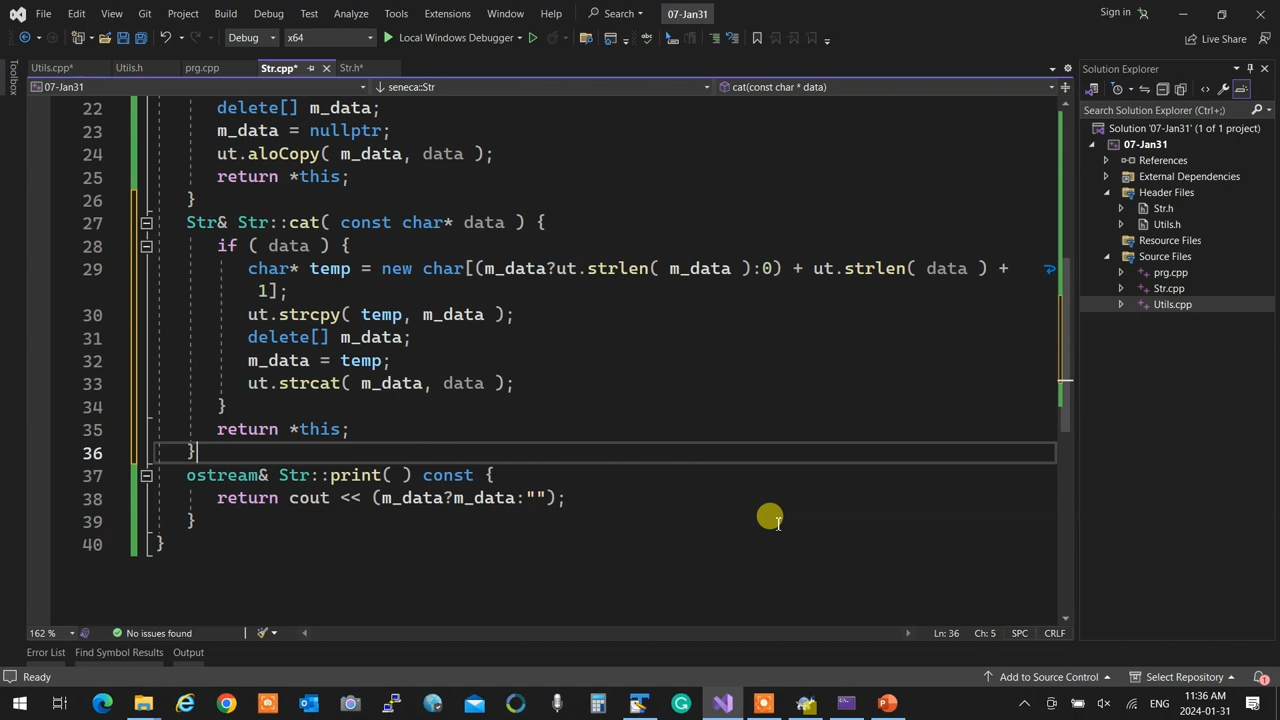 File Edit View Git Project Build Debug Test Analyze Tools Extensions Window Help Search 07-Jan31 Sign in
Debug x64 Local Windows Debugger Live Share
Toolbox
Utils.cpp* Utils.h prg.cpp Str.cpp* Str.h*
07-Jan31 seneca::Str cat(const char * data)
22 delete[] m_data;
23 m_data = nullptr;
24 ut.aloCopy( m_data, data );
25 return *this;
26 }
27 Str& Str::cat( const char* data ) {
28 if ( data ) {
29 char* temp = new char[(m_data?ut.strlen( m_data ):0) + ut.strlen( data ) +
1];
30 ut.strcpy( temp, m_data );
31 delete[] m_data;
32 m_data = temp;
33 ut.strcat( m_data, data );
34 }
35 return *this;
36 }
37 ostream& Str::print( ) const {
38 return cout << (m_data?m_data:"");
39 }
40 }
162 % No issues found Ln: 36 Ch: 5 SPC CRLF
Error List Find Symbol Results Output
Solution Explorer
Search Solution Explorer (Ctrl+;)
Solution '07-Jan31' (1 of 1 project)
07-Jan31
References
External Dependencies
Header Files
Str.h
Utils.h
Resource Files
Source Files
prg.cpp
Str.cpp
Utils.cpp
Ready Add to Source Control Select Repository 1
ENG 11:36 AM
2024-01-31